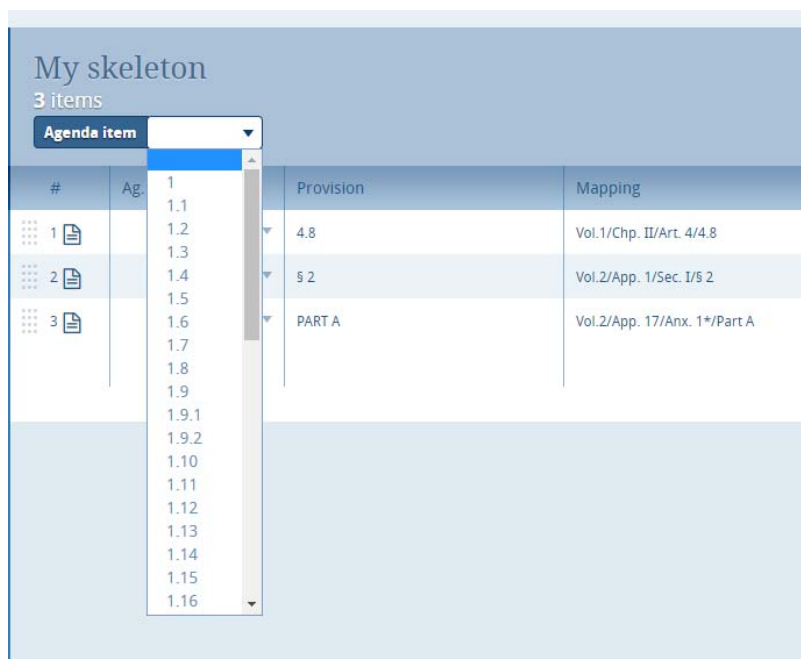 My skeleton
3 items
Agenda item
# Ag. Provision Mapping
1 4.8 Vol.1/Chp. II/Art. 4/4.8
2 § 2 Vol.2/App. 1/Sec. I/§ 2
3 PART A Vol.2/App. 17/Anx. 1*/Part A
1
1.1
1.2
1.3
1.4
1.5
1.6
1.7
1.8
1.9
1.9.1
1.9.2
1.10
1.11
1.12
1.13
1.14
1.15
1.16